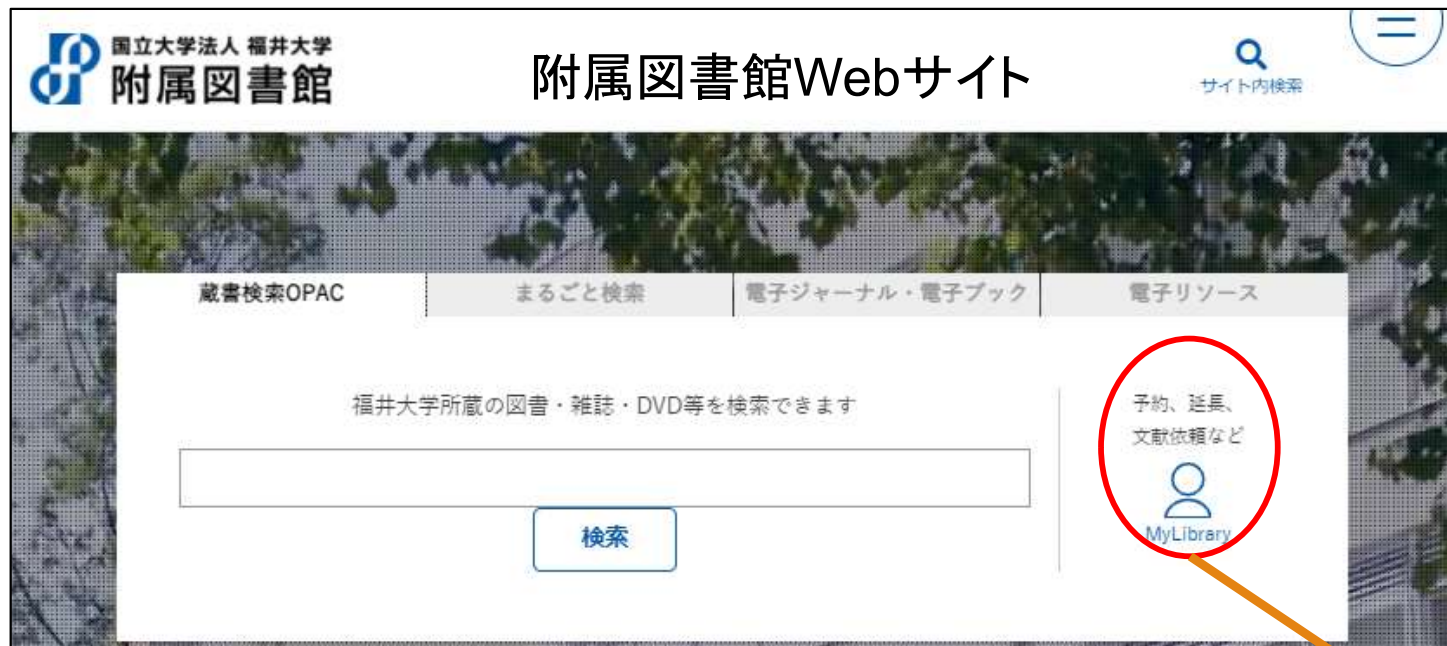 国立大学法人 福井大学
附属図書館
附属図書館Webサイト
サイト内検索
蔵書検索OPAC
まるごと検索
電子ジャーナル・電子ブック
電子リソース
福井大学所蔵の図書・雑誌・DVD等を検索できます
予約、延長、
文献依頼など
検索
MyLibrary